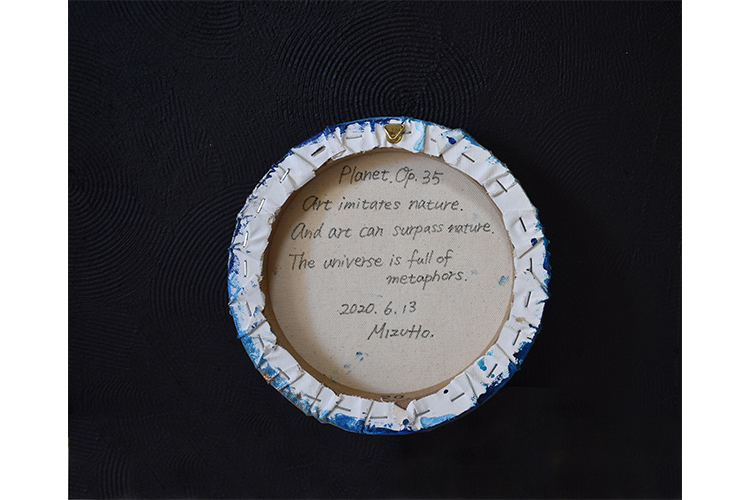 Planet. Op. 35
Art imitates nature.
And art can surpass nature.
The universe is full of
metaphors.
2020. 6. 13
Mizutto.